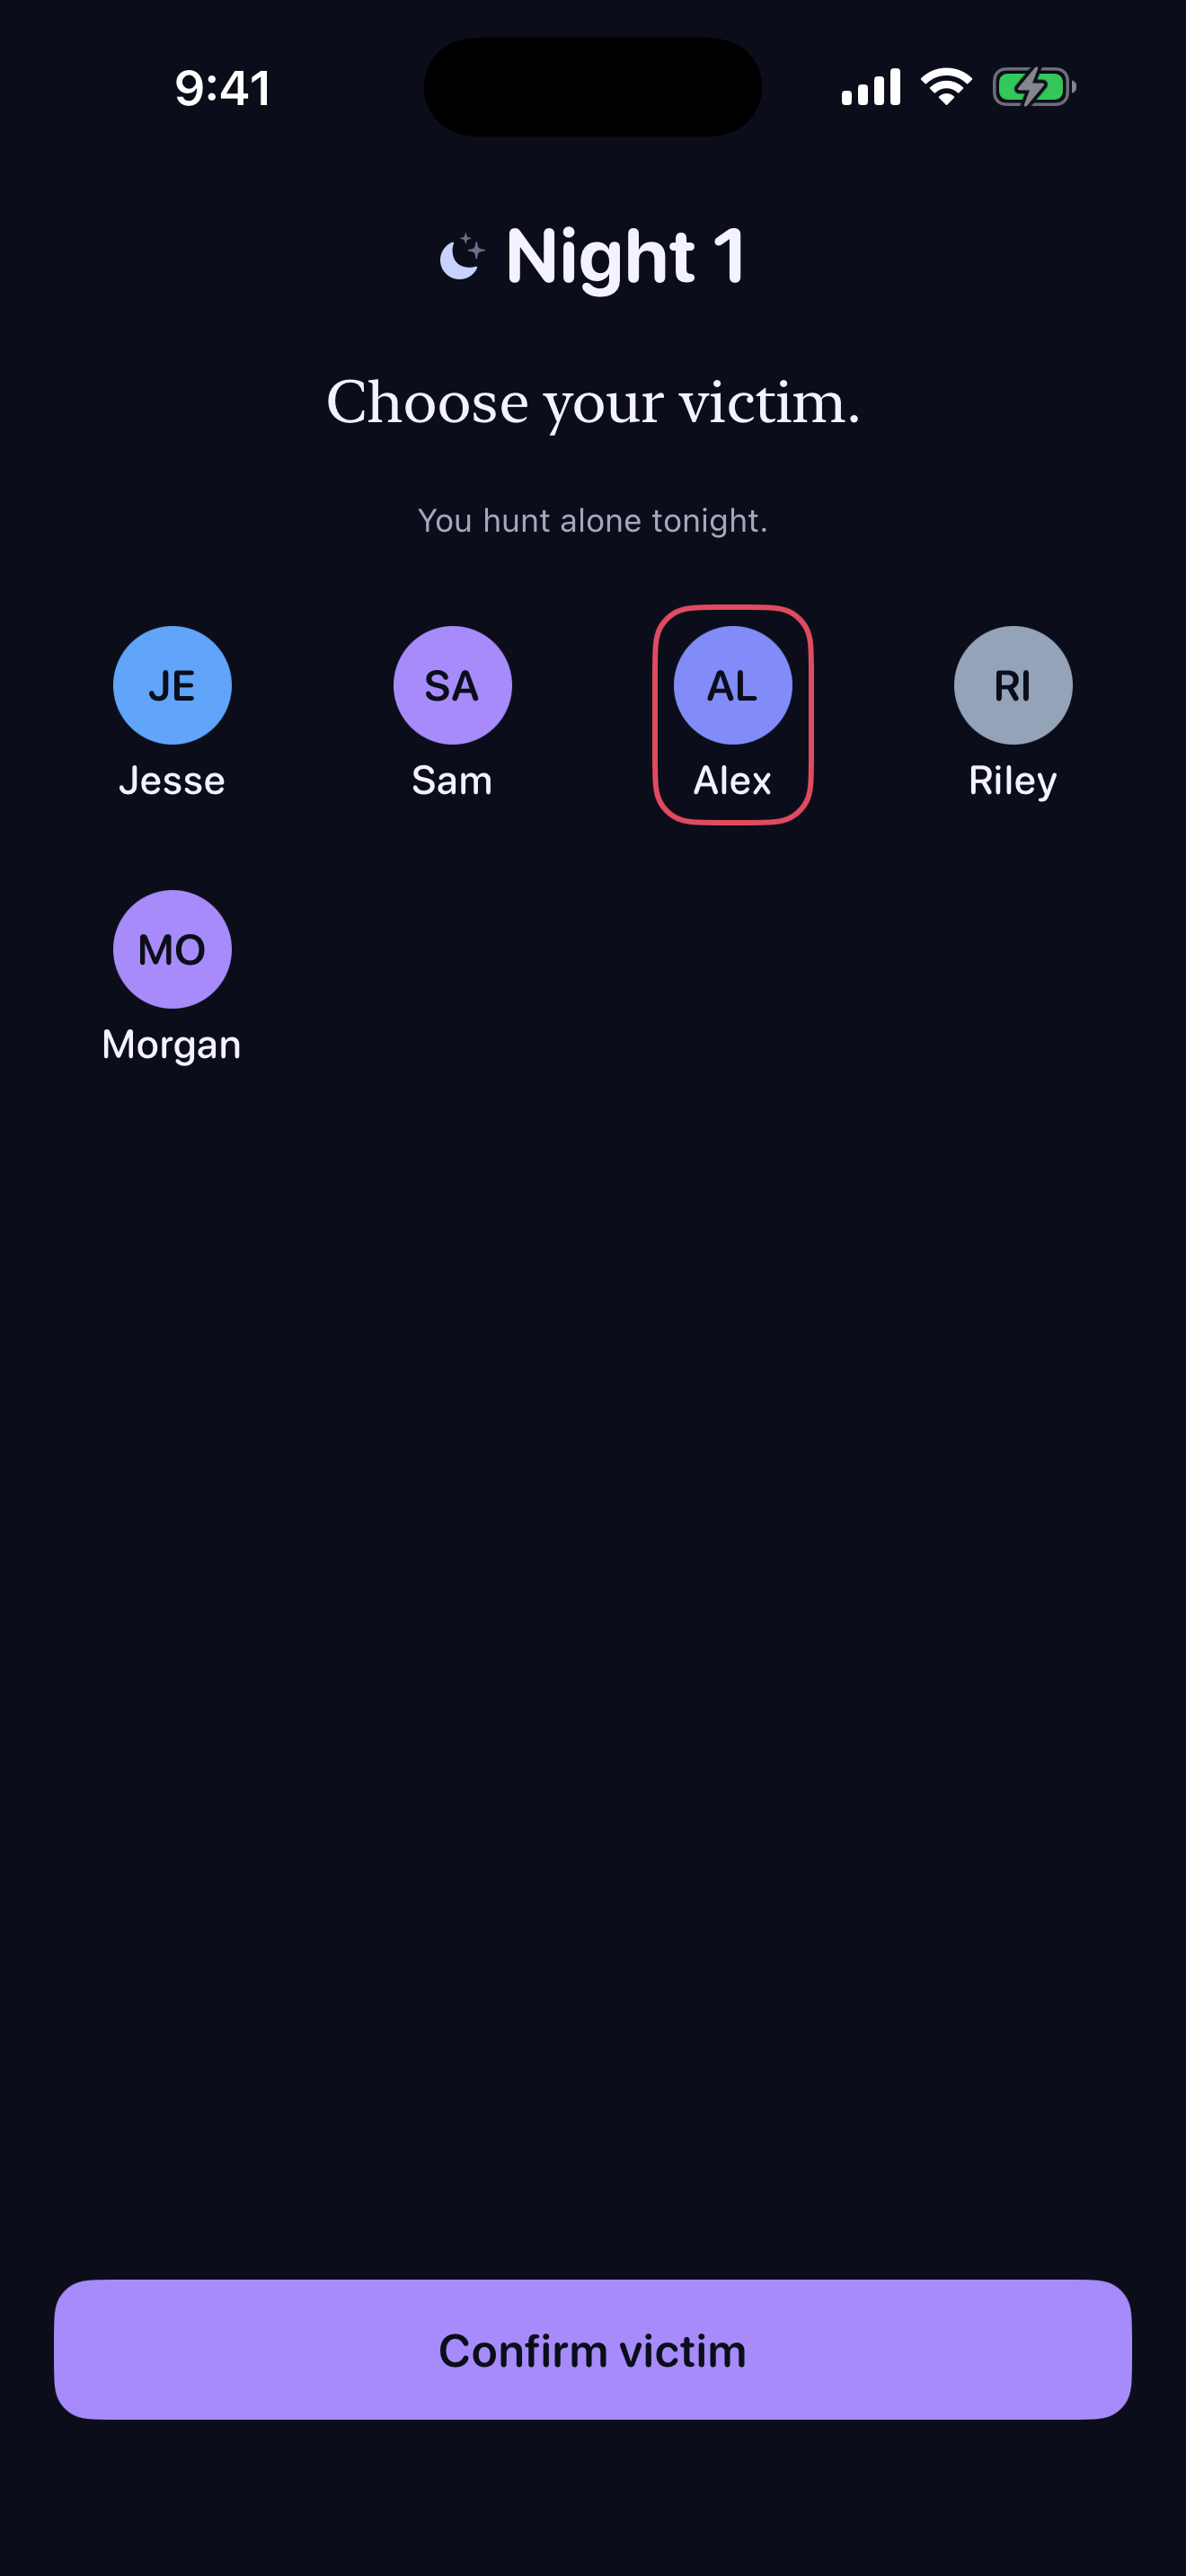 9:41
Night 1
Choose your victim.
You hunt alone tonight.
JE
SA
AL
RI
Jesse
Sam
Alex
Riley
MO
Morgan
Confirm victim